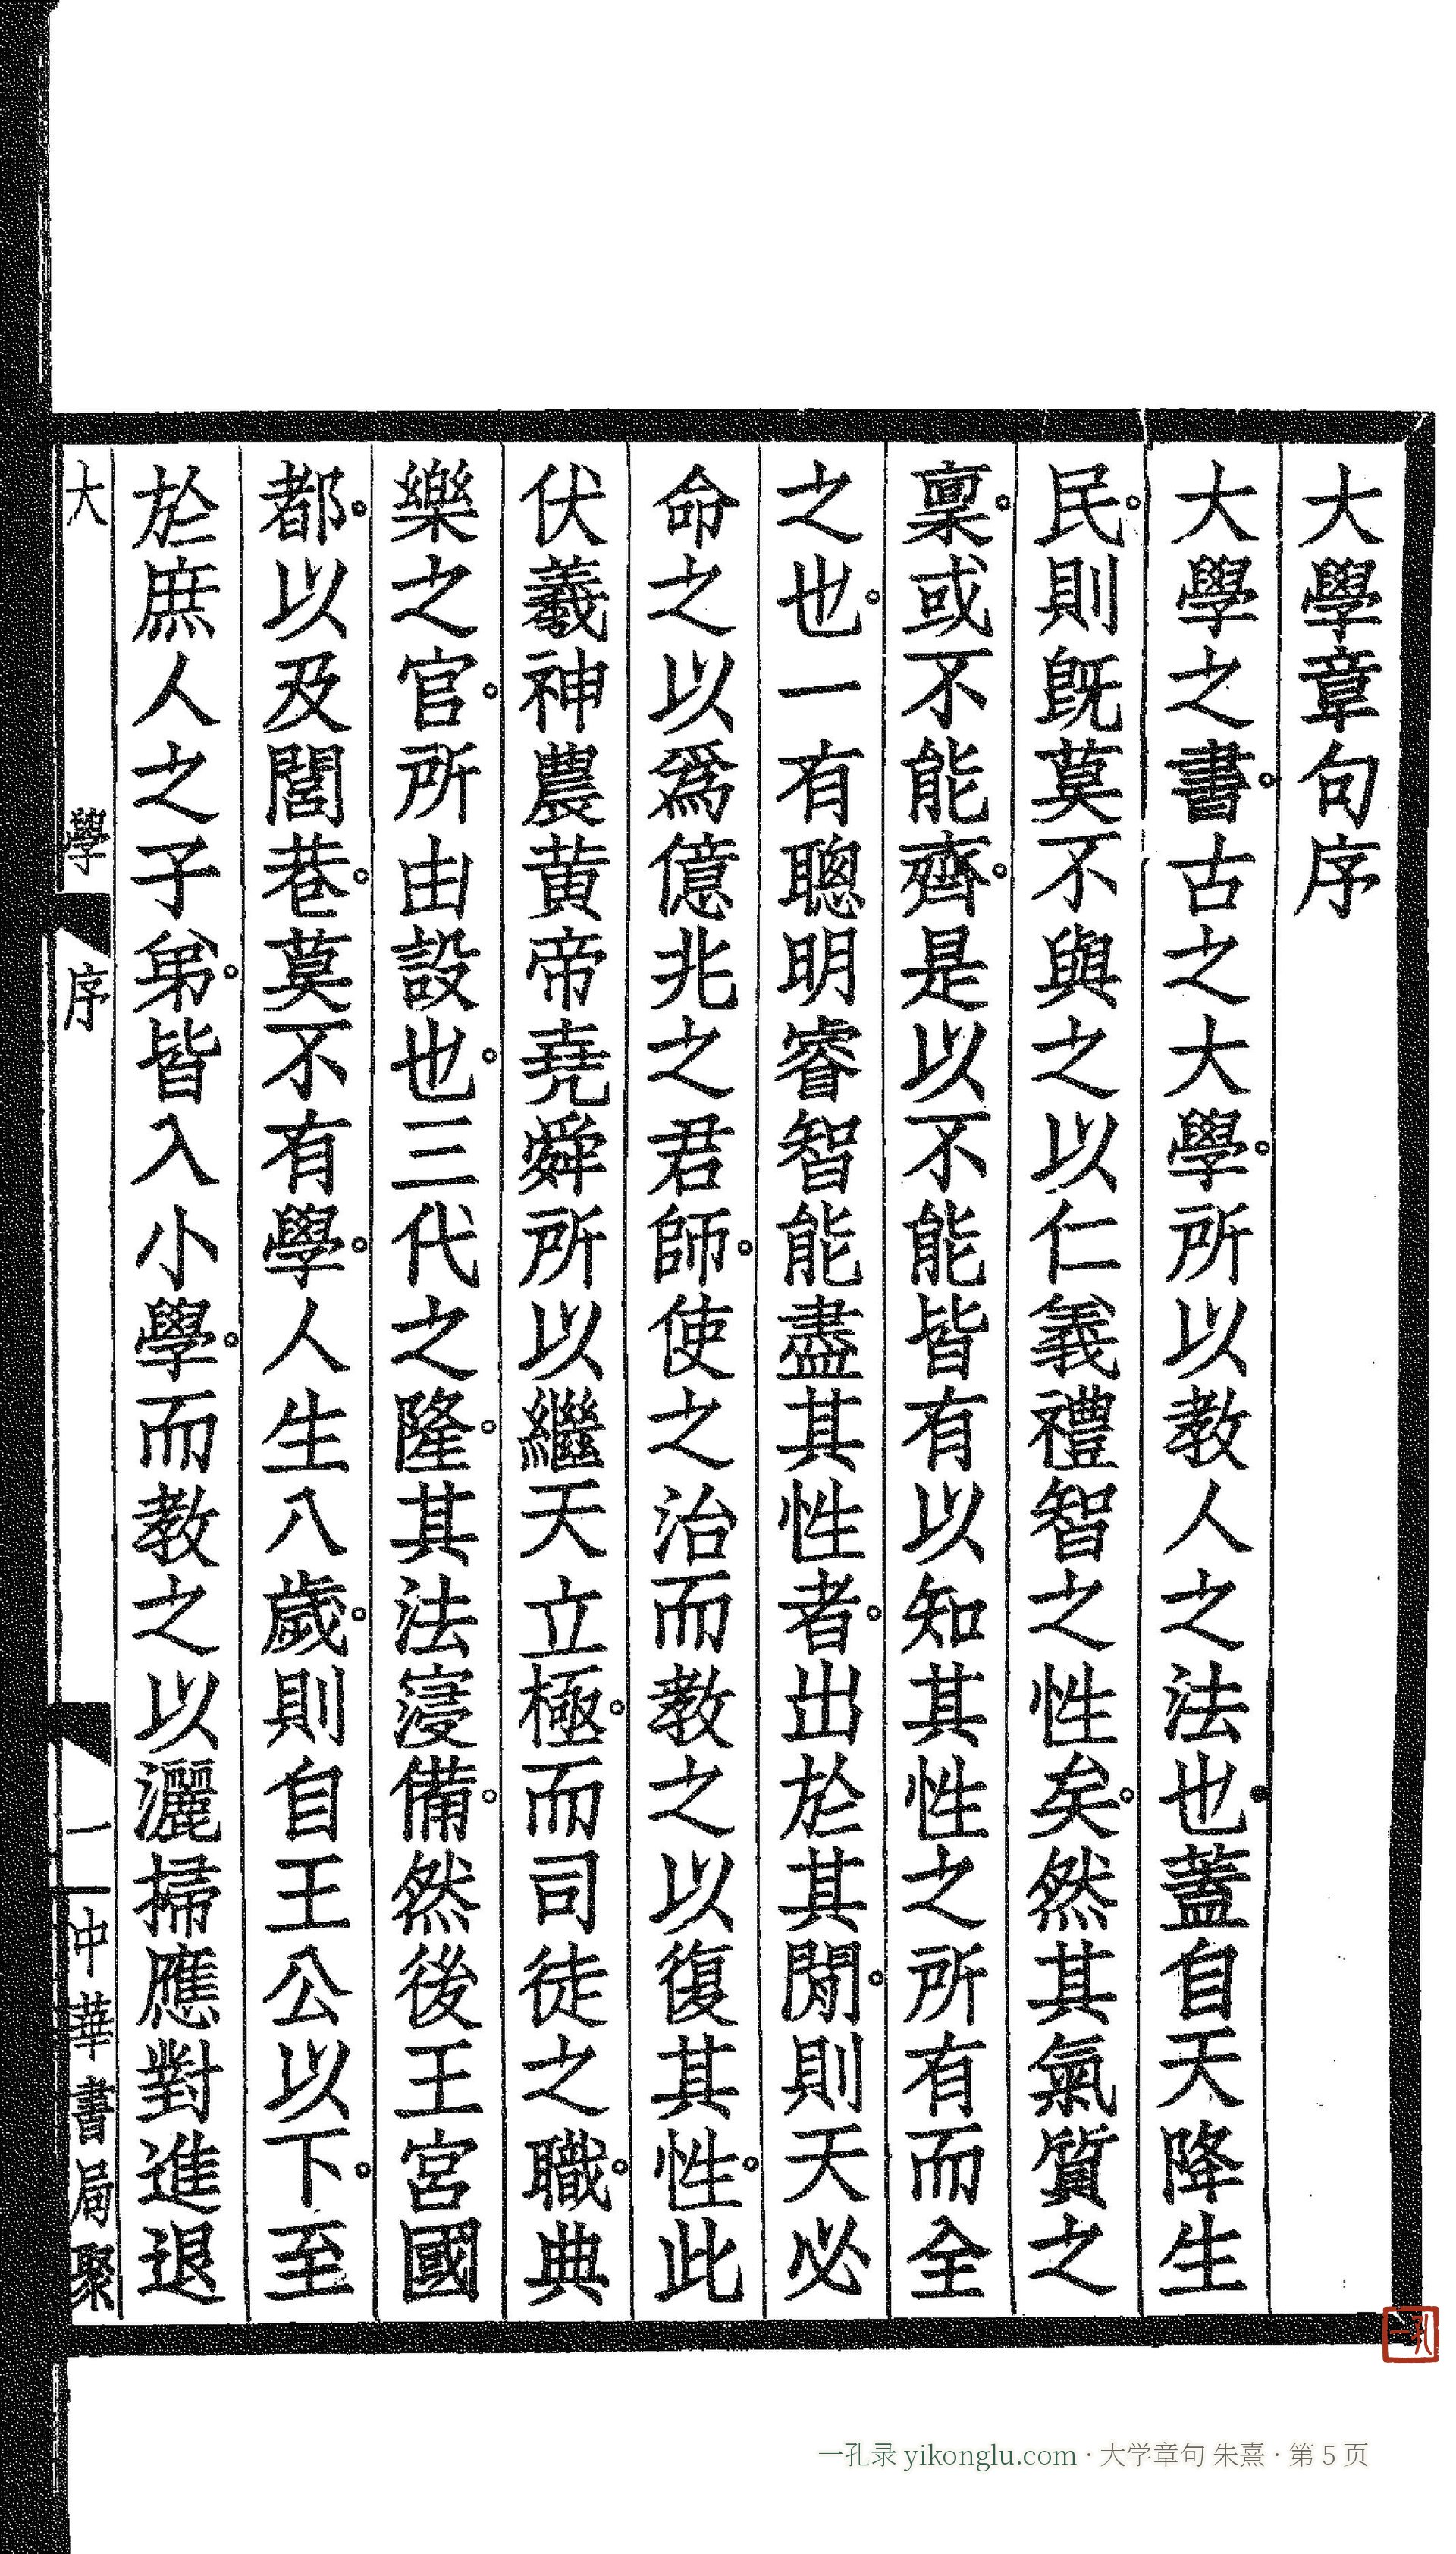 大學章句序
大學之書。古之大學。所以教人之法也。蓋自天降生
民。則旣莫不與之以仁義禮智之性矣。然其氣質之
稟。或不能齊。是以不能皆有以知其性之所有而全
之也。一有聰明睿智能盡其性者。出於其閒。則天必
命之以爲億兆之君師。使之治而教之以復其性。此
伏羲神農黃帝堯舜所以繼天立極。而司徒之職。典
樂之官。所由設也。三代之隆。其法寖備。然後王宮國
都。以及閭巷。莫不有學。人生八歲。則自王公以下。至
於庶人之子弟。皆入小學。而教之以灑掃應對進退
大學 序 一 中華書局聚
一孔
一孔录 yikonglu.com · 大学章句 朱熹 · 第 5 页